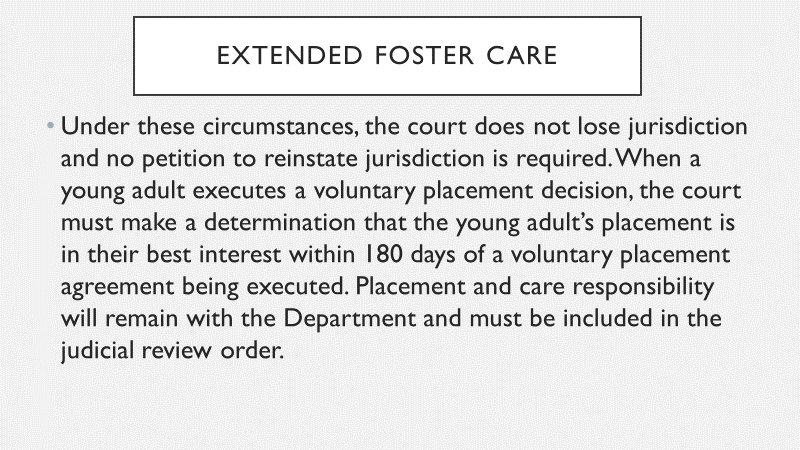 EXTENDED FOSTER CARE
• Under these circumstances, the court does not lose jurisdiction
and no petition to reinstate jurisdiction is required. When a
young adult executes a voluntary placement decision, the court
must make a determination that the young adult’s placement is
in their best interest within 180 days of a voluntary placement
agreement being executed. Placement and care responsibility
will remain with the Department and must be included in the
judicial review order.